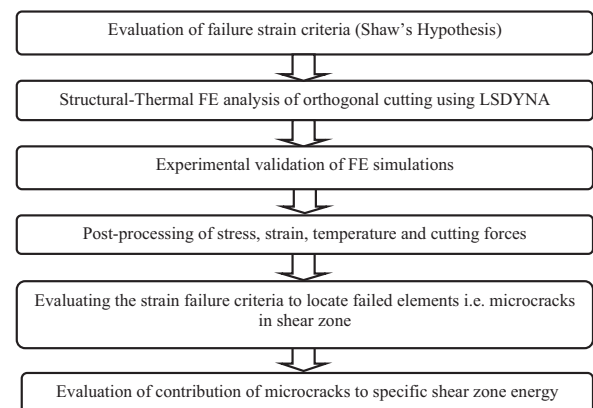 Evaluation of failure strain criteria (Shaw's Hypothesis)
Structural-Thermal FE analysis of orthogonal cutting using LSDYNA
Experimental validation of FE simulations
Post-processing of stress, strain, temperature and cutting forces
Evaluating the strain failure criteria to locate failed elements i.e. microcracks
in shear zone
Evaluation of contribution of microcracks to specific shear zone energy